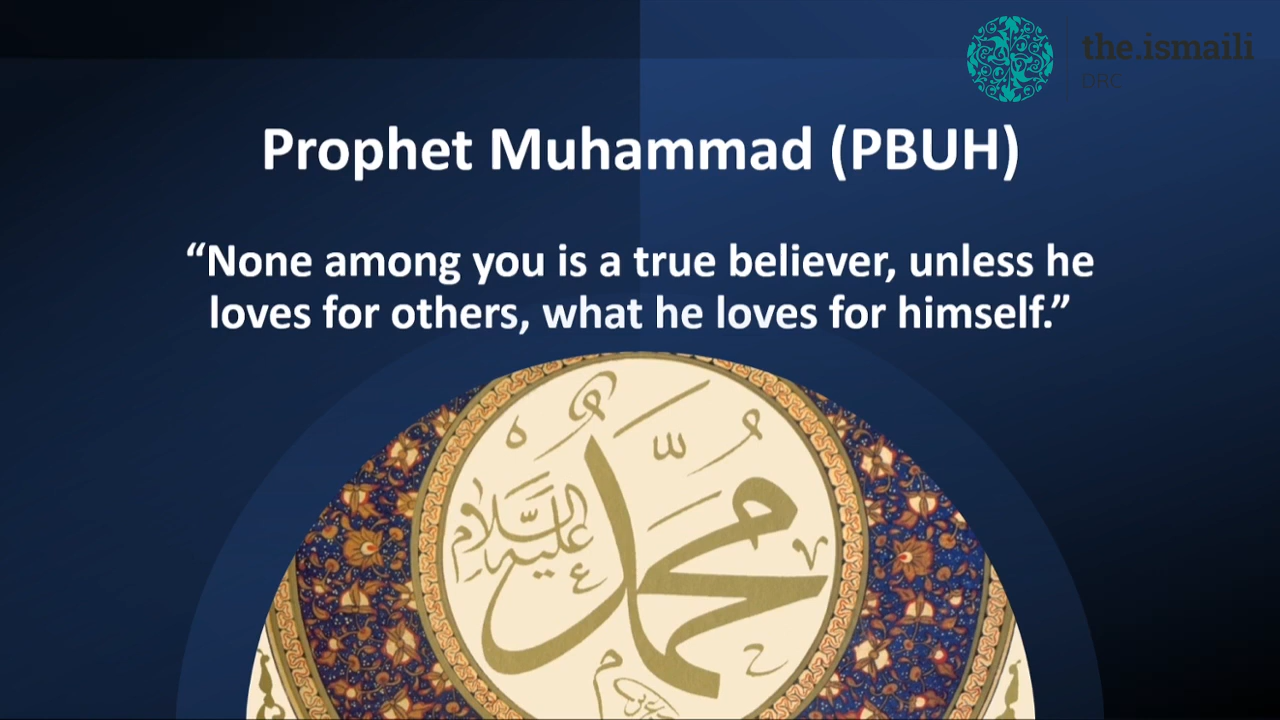 the.ismaili
DRC
Prophet Muhammad (PBUH)
“None among you is a true believer, unless he
loves for others, what he loves for himself.”
محمد
عليه السلام